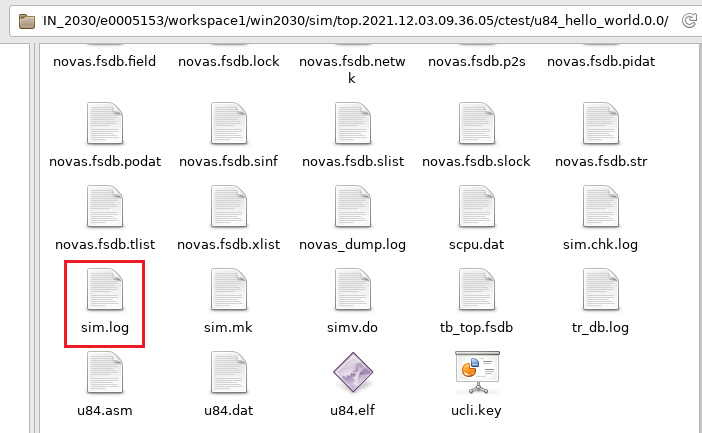 IN_2030/e0005153/workspace1/win2030/sim/top.2021.12.03.09.36.05/ctest/u84_hello_world.0.0/
novas.fsdb.field
novas.fsdb.lock
novas.fsdb.netw
k
novas.fsdb.p2s
novas.fsdb.pidat
novas.fsdb.podat
novas.fsdb.sinf
novas.fsdb.slist
novas.fsdb.slock
novas.fsdb.str
novas.fsdb.tlist
novas.fsdb.xlist
novas_dump.log
scpu.dat
sim.chk.log
sim.log
sim.mk
simv.do
tb_top.fsdb
tr_db.log
u84.asm
u84.dat
u84.elf
ucli.key